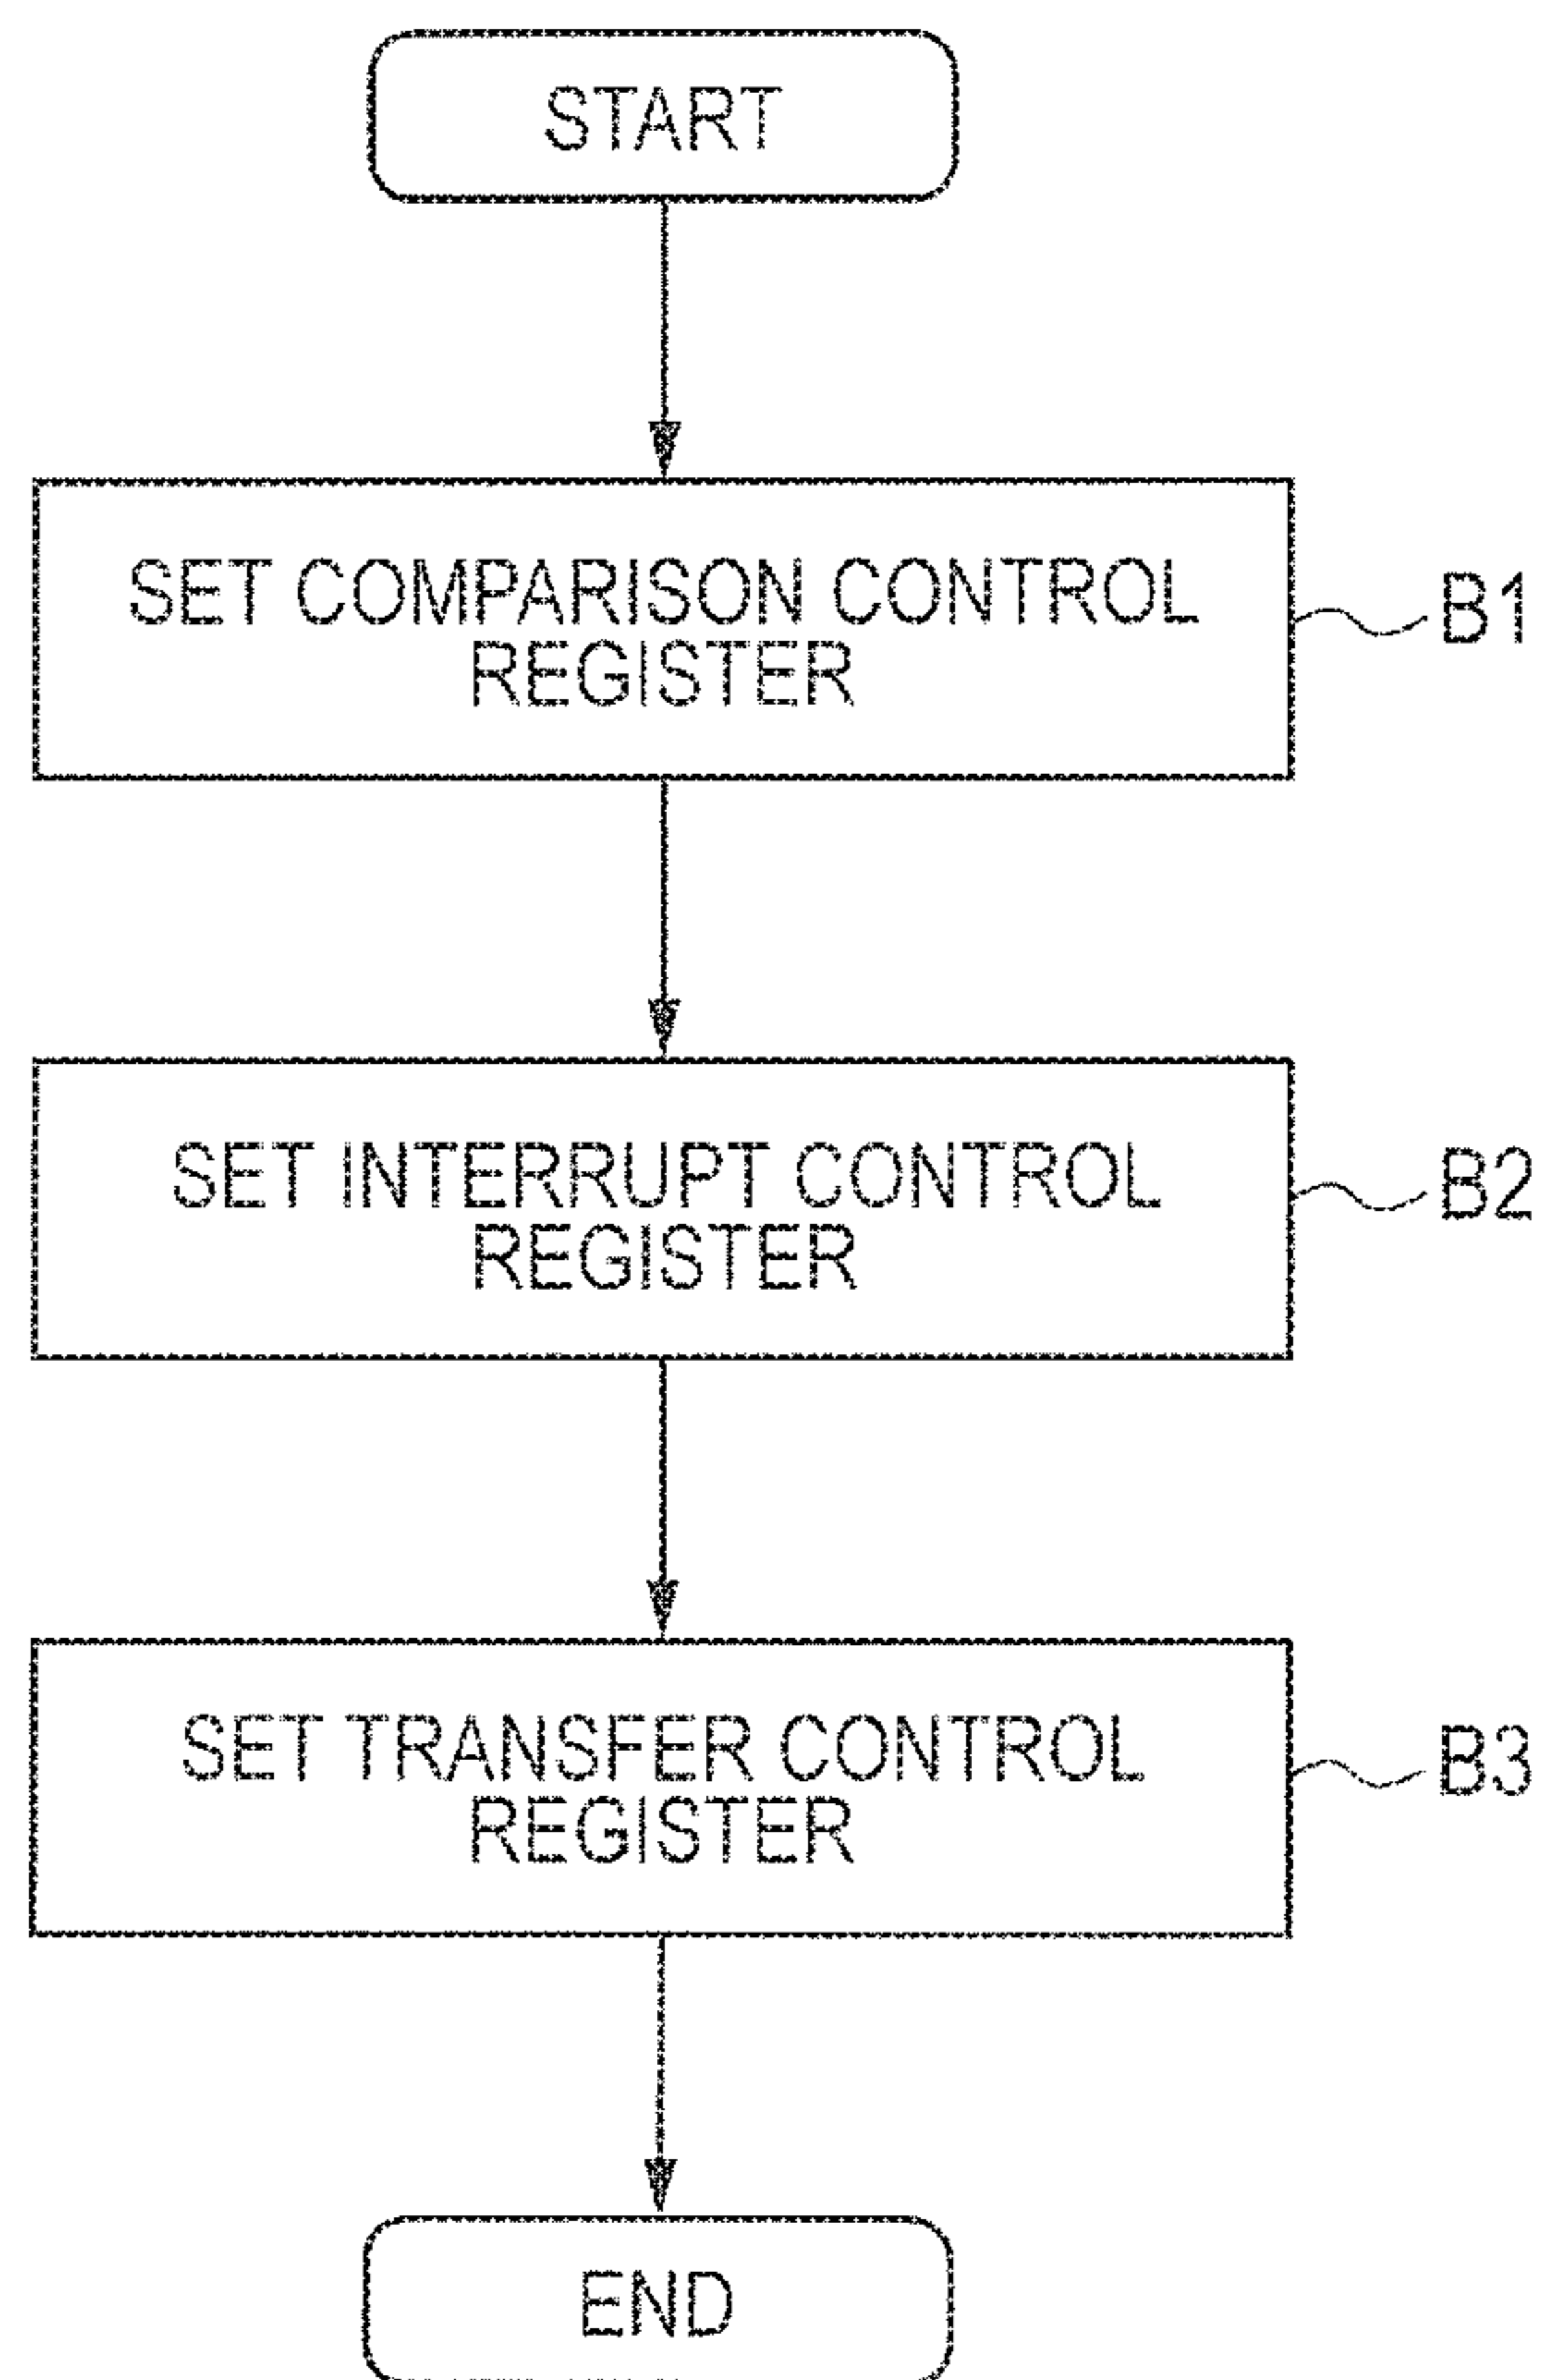 START
SET COMPARISON CONTROL
REGISTER
B1
SET INTERRUPT CONTROL
REGISTER
B2
SET TRANSFER CONTROL
REGISTER
B3
END